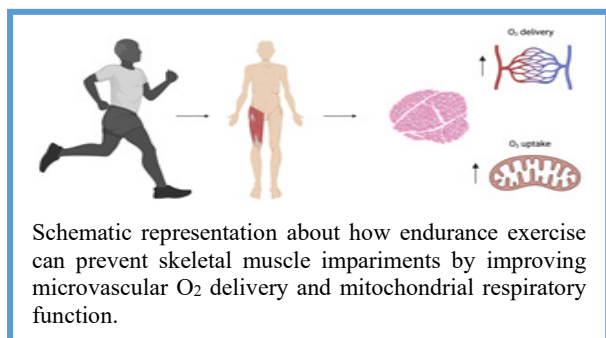 O₂ delivery
O₂ uptake
Schematic representation about how endurance exercise
can prevent skeletal muscle impariments by improving
microvascular O₂ delivery and mitochondrial respiratory
function.